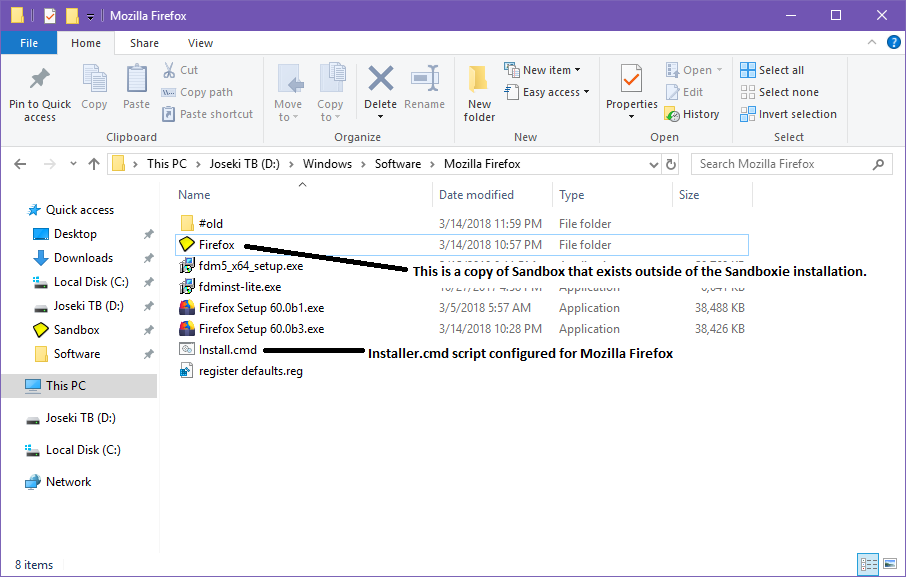 Mozilla Firefox
File Home Share View
Pin to Quick access
Copy
Paste
Cut
Copy path
Paste shortcut
Clipboard
Move to
Copy to
Delete
Rename
Organize
New folder
New item
Easy access
New
Properties
Open
Edit
History
Open
Select all
Select none
Invert selection
Select
This PC > Joseki TB (D:) > Windows > Software > Mozilla Firefox
Search Mozilla Firefox
Quick access
Desktop
Downloads
Local Disk (C:)
Joseki TB (D:)
Sandbox
Software
This PC
Joseki TB (D:)
Local Disk (C:)
Network
Name Date modified Type Size
#old 3/14/2018 11:59 PM File folder
Firefox 3/14/2018 10:57 PM File folder
fdm5_x64_setup.exe
This is a copy of Sandbox that exists outside of the Sandboxie installation.
fdminst-lite.exe Application
Firefox Setup 60.0b1.exe 3/5/2018 5:57 AM Application 38,488 KB
Firefox Setup 60.0b3.exe 3/14/2018 10:28 PM Application 38,426 KB
Install.cmd
Installer.cmd script configured for Mozilla Firefox
register defaults.reg
8 items